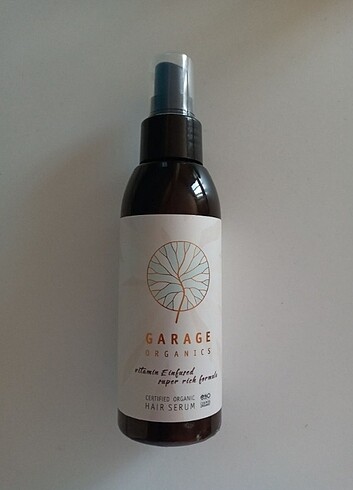 GARAGE
ORGANICS
vitamin E infused
super rich formula
CERTIFIED ORGANIC
HAIR SERUM